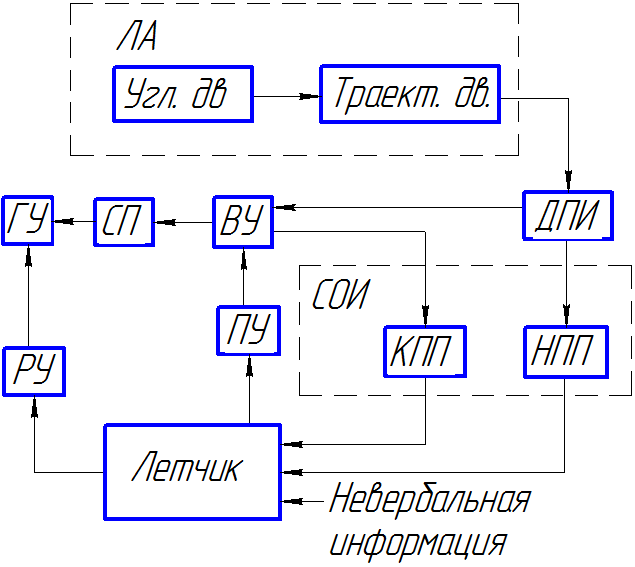 ЛА
Угл. дв
Траект. дв.
ГУ
СП
ВУ
ДПИ
СОИ
ПУ
КПП
НПП
РУ
Летчик
Невербальная
информация